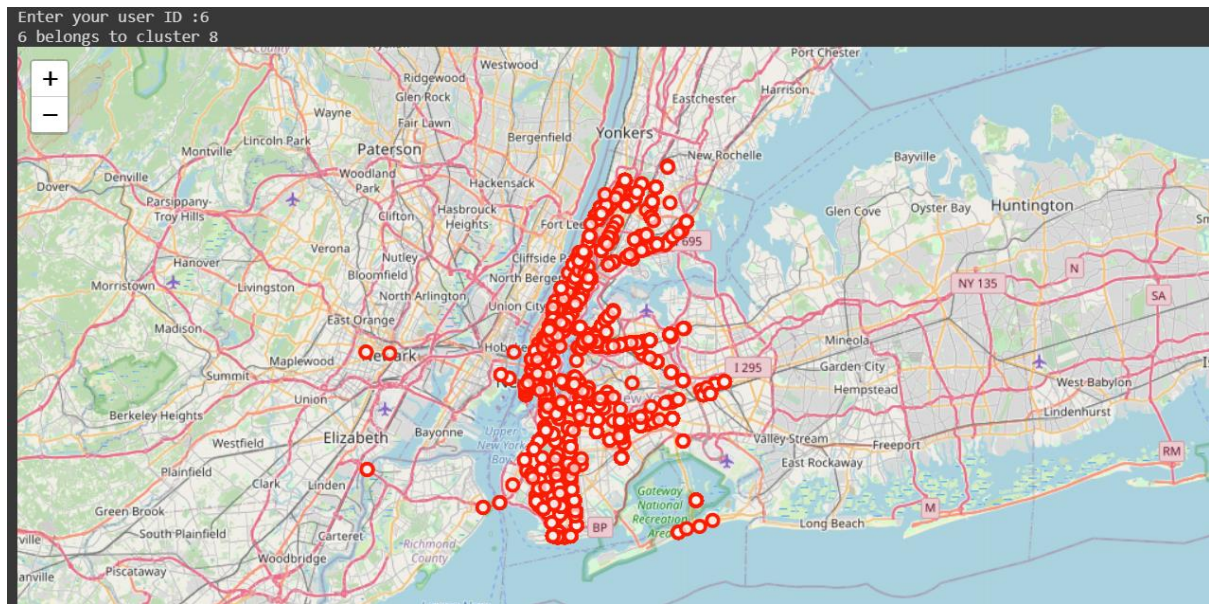 Enter your user ID :6
6 belongs to cluster 8
+
−
County
Westwood
Port Chester
Ridgewood
Harrison
Glen Rock
Eastchester
Wayne
Fair Lawn
Lincoln Park
Bergenfield
Yonkers
Montville
Paterson
New Rochelle
Bayville
Woodland
Park
Hackensack
Dover
Denville
Parsippany-
Troy Hills
Clifton
Hasbrouck
Heights
Fort Lee
Glen Cove
Oyster Bay
Huntington
Verona
Nutley
Cliffside
695
Hanover
Bloomfield
North Bergen
N
Morristown
Livingston
North Arlington
NY 135
SA
Union City
Madison
East Orange
Mineola
Maplewood
Newark
Garden City
Summit
I 295
Hempstead
West Babylon
Union
Berkeley Heights
Lindenhurst
Elizabeth
Bayonne
Upper
New York
Bay
Valley Stream
Freeport
Westfield
RM
Plainfield
Clark
Linden
East Rockaway
Gateway
National
Recreation
Area
M
Green Brook
BP
Long Beach
South Plainfield
Carteret
Richmond
County
Woodbridge
Piscataway